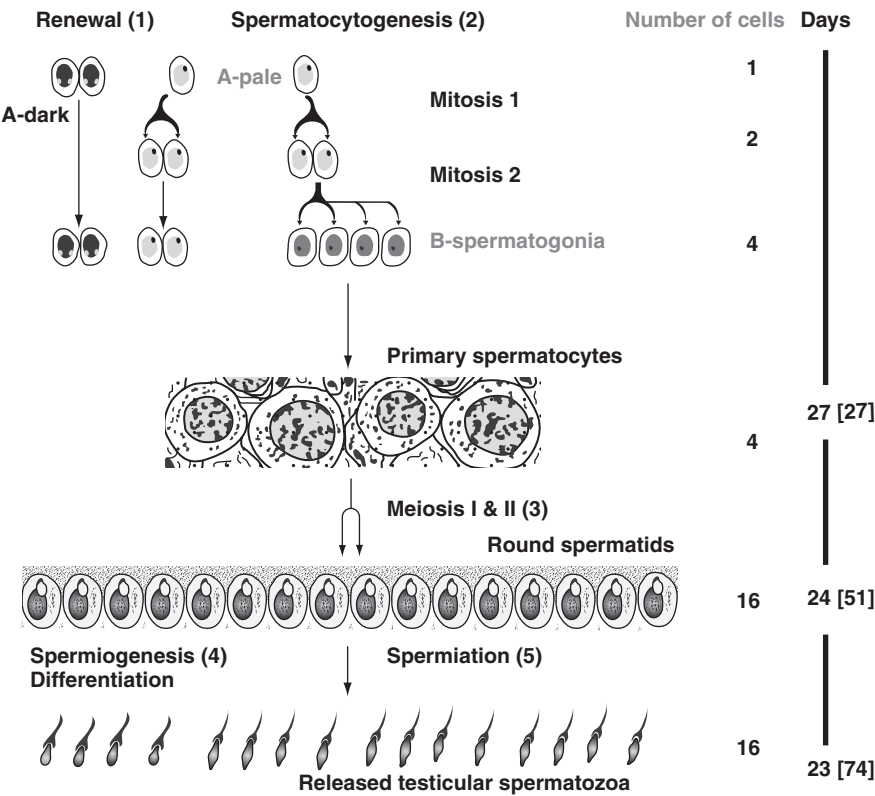 Renewal (1) Spermatocytogenesis (2) Number of cells Days
A-pale 1
Mitosis 1
A-dark
2
Mitosis 2
B-spermatogonia 4
Primary spermatocytes
27 [27]
4
Meiosis I & II (3)
Round spermatids
16 24 [51]
Spermiogenesis (4) Spermiation (5)
Differentiation
16
23 [74]
Released testicular spermatozoa